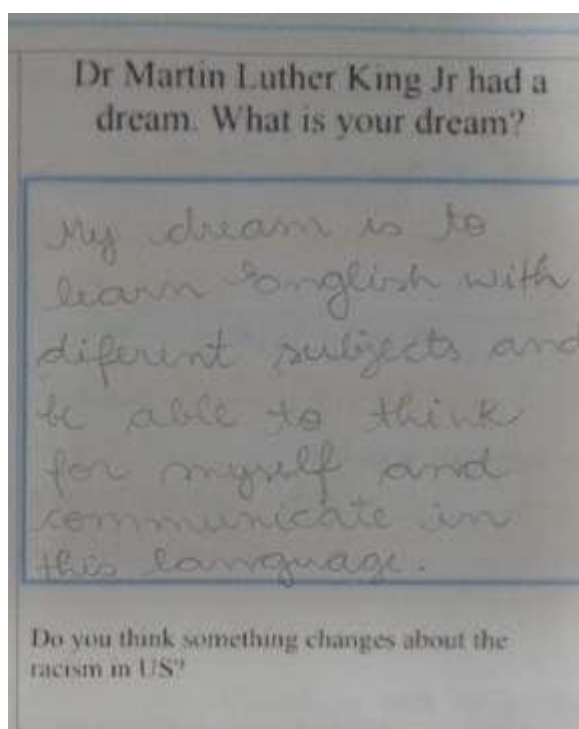 Dr Martin Luther King Jr had a
dream. What is your dream?
My dream is to
learn English with
diferent subjects and
be able to think
for myself and
communicate in
this language.
Do you think something changes about the
racism in US?